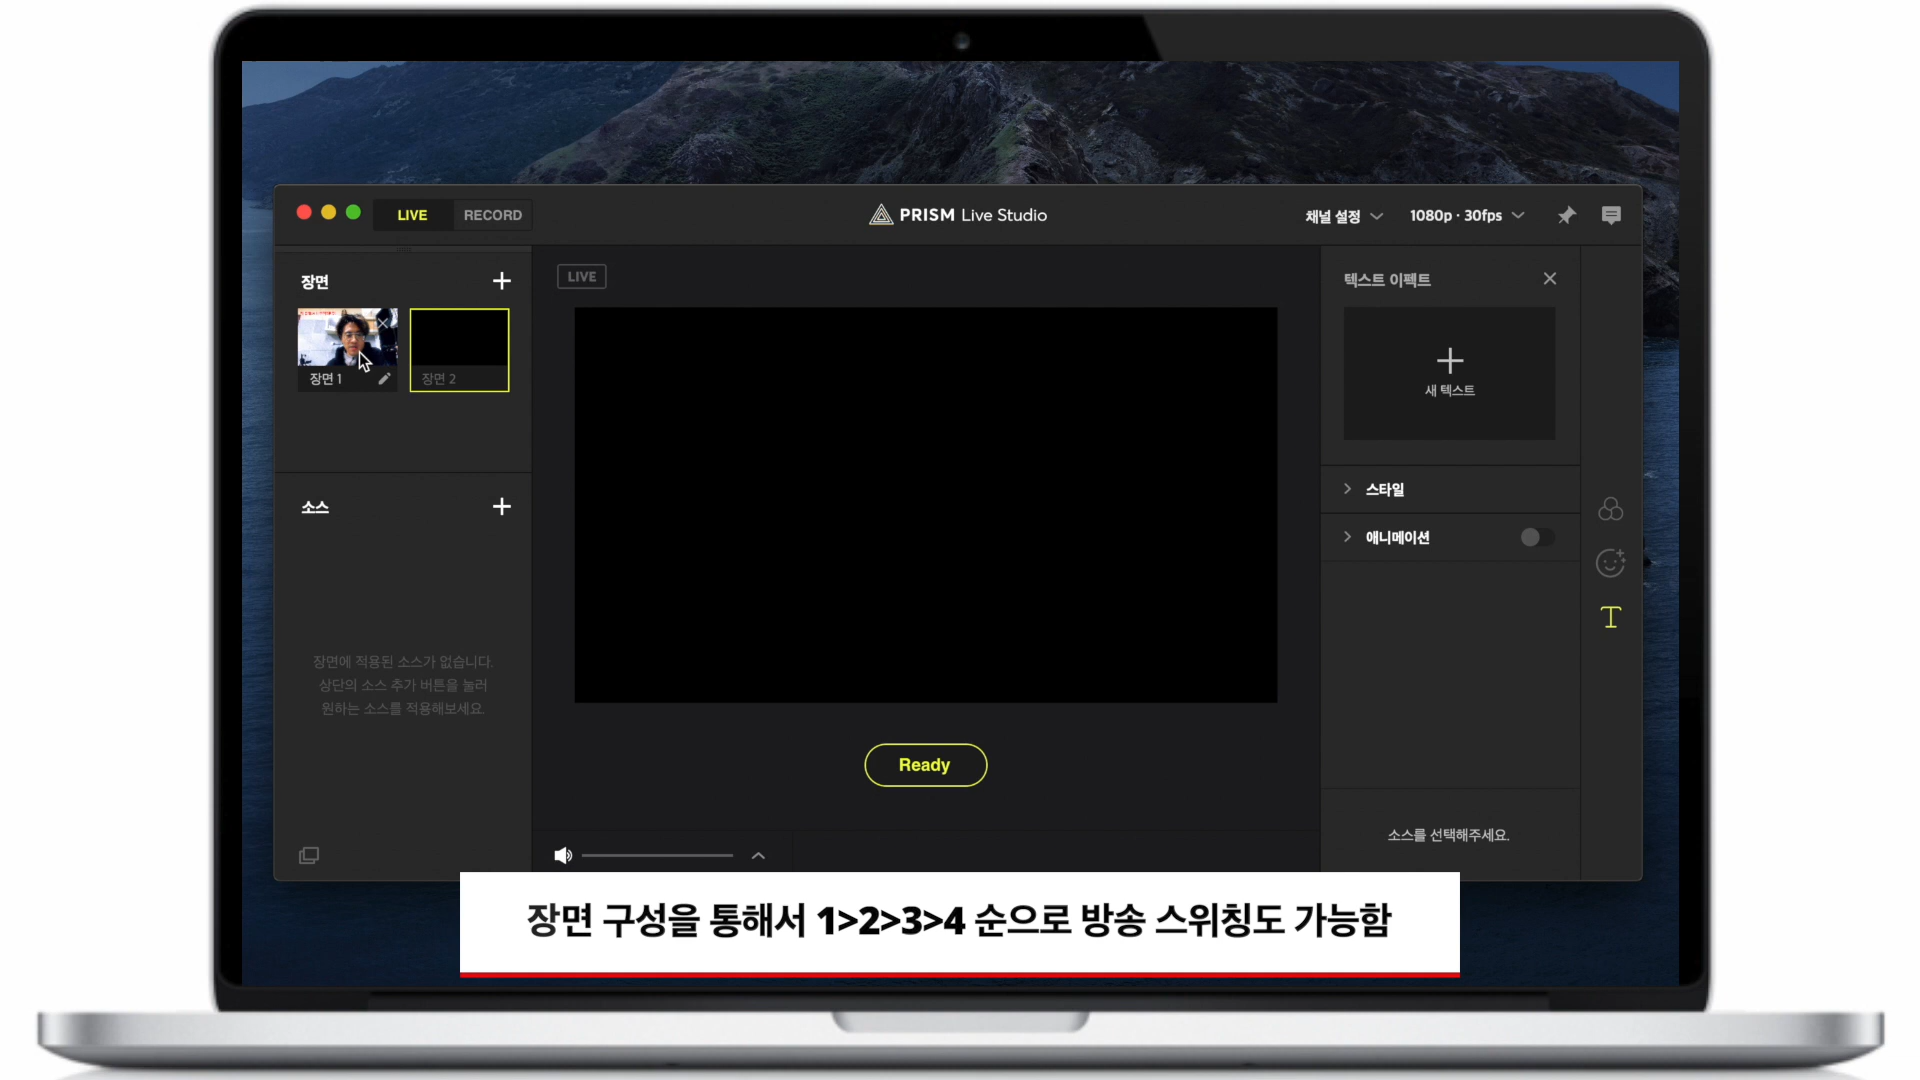 LIVE
RECORD
PRISM Live Studio
채널 설정
1080p · 30fps
장면
장면 1
장면 2
LIVE
텍스트 이펙트
새 텍스트
스타일
애니메이션
소스
장면에 적용된 소스가 없습니다.
상단의 소스 추가 버튼을 눌러
원하는 소스를 적용해보세요.
Ready
소스를 선택해주세요.
장면 구성을 통해서 1>2>3>4 순으로 방송 스위칭도 가능함